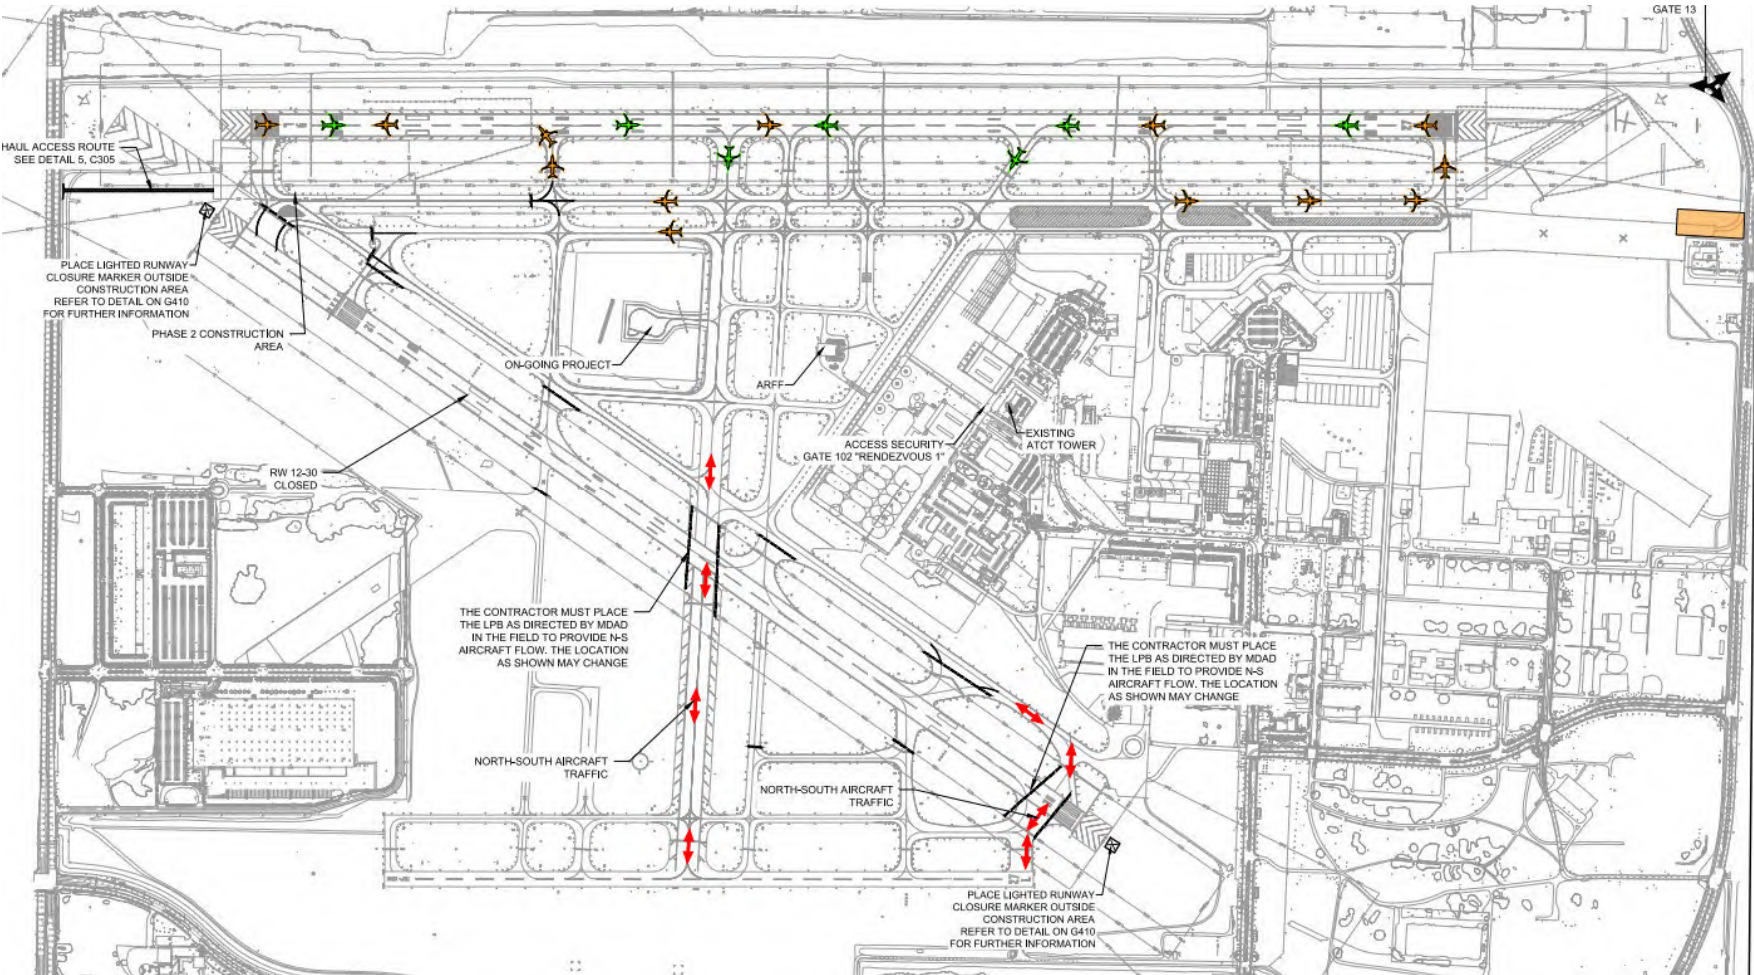 GATE 13
HAUL ACCESS ROUTE
SEE DETAIL 5, C305
PLACE LIGHTED RUNWAY
CLOSURE MARKER OUTSIDE
CONSTRUCTION AREA
REFER TO DETAIL ON G410
FOR FURTHER INFORMATION
PHASE 2 CONSTRUCTION
AREA
ON-GOING PROJECT
ARFF
EXISTING
ATCT TOWER
ACCESS SECURITY
GATE 102 "RENDEZVOUS 1"
RW 12-30
CLOSED
THE CONTRACTOR MUST PLACE
THE LPB AS DIRECTED BY MDAD
IN THE FIELD TO PROVIDE N-S
AIRCRAFT FLOW. THE LOCATION
AS SHOWN MAY CHANGE
THE CONTRACTOR MUST PLACE
THE LPB AS DIRECTED BY MDAD
IN THE FIELD TO PROVIDE N-S
AIRCRAFT FLOW. THE LOCATION
AS SHOWN MAY CHANGE
NORTH-SOUTH AIRCRAFT
TRAFFIC
NORTH-SOUTH AIRCRAFT
TRAFFIC
PLACE LIGHTED RUNWAY
CLOSURE MARKER OUTSIDE
CONSTRUCTION AREA
REFER TO DETAIL ON G410
FOR FURTHER INFORMATION